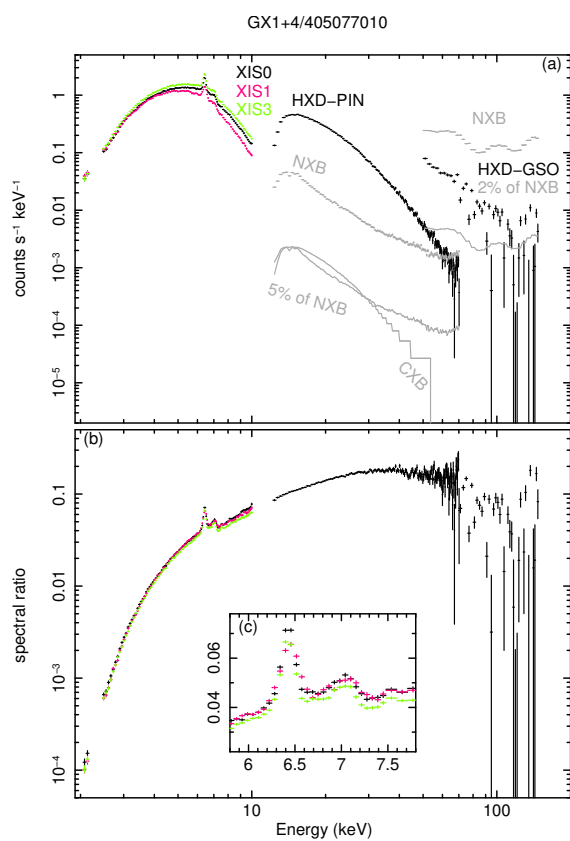 GX1+4/405077010
(a)
XIS0
XIS1
XIS3
HXD−PIN
NXB
NXB
HXD−GSO
2% of NXB
5% of NXB
CXB
counts s⁻¹ keV⁻¹
1
0.1
0.01
10⁻³
10⁻⁴
10⁻⁵
(b)
spectral ratio
0.1
0.01
10⁻³
10⁻⁴
(c)
0.06
0.04
6 6.5 7 7.5
10 100
Energy (keV)